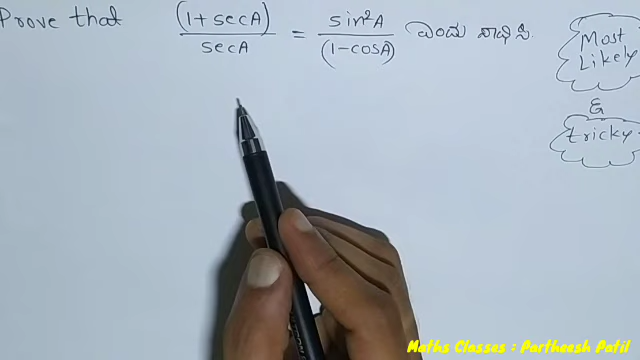 Prove that (1+secA)/secA = sin²A/(1-cosA) ಎಂದು ಸಾಧಿಸಿ.
Most
Likely
&
tricky
Maths Classes : Partheesh Patil